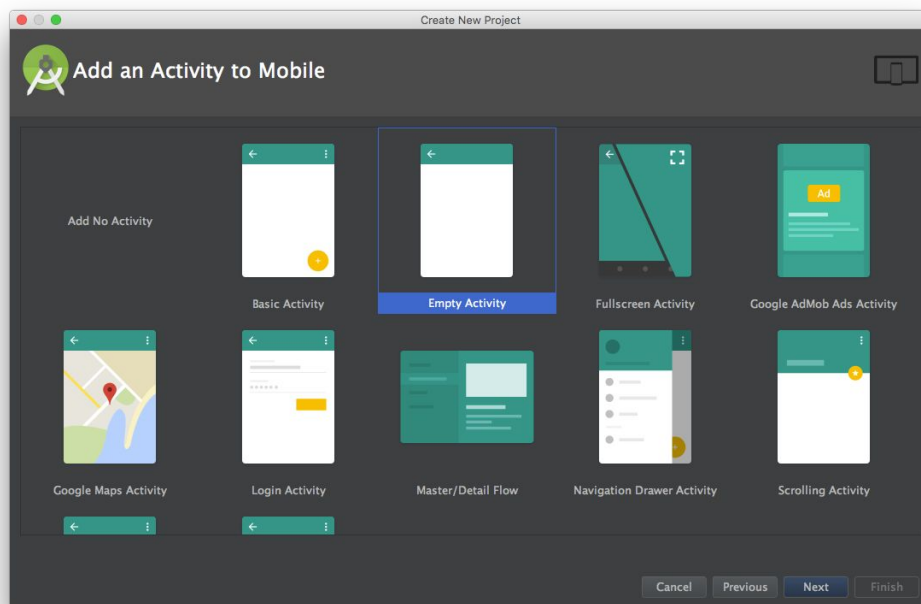 Create New Project
Add an Activity to Mobile
Add No Activity
Ad
Basic Activity
Empty Activity
Fullscreen Activity
Google AdMob Ads Activity
Google Maps Activity
Login Activity
Master/Detail Flow
Navigation Drawer Activity
Scrolling Activity
Cancel
Previous
Next
Finish